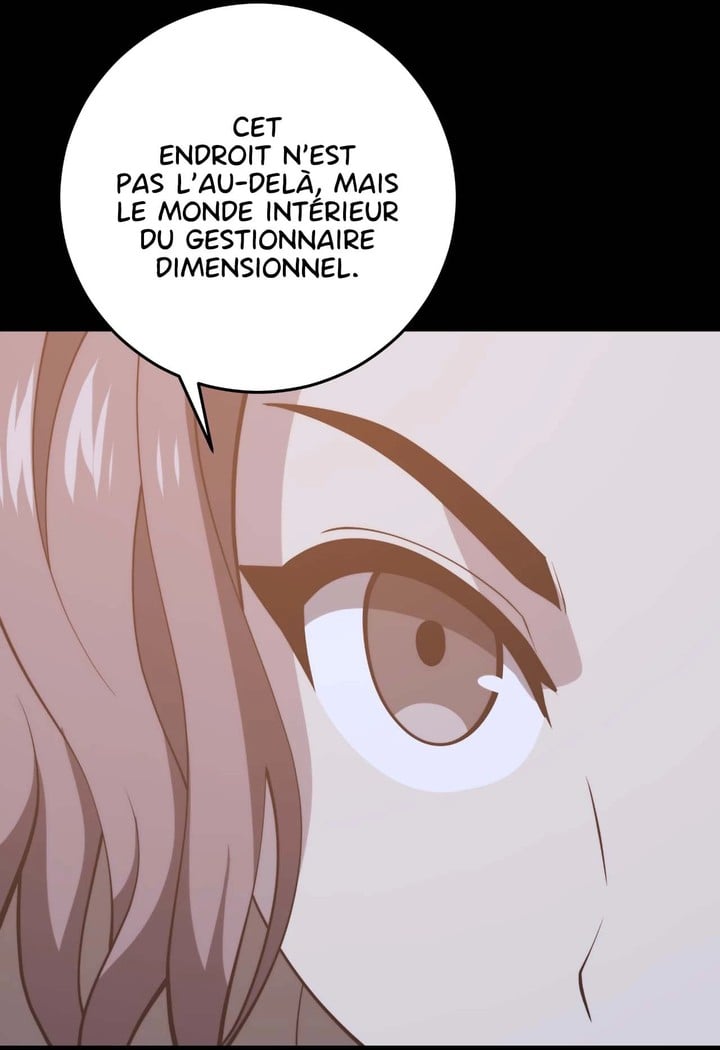 CET
ENDROIT N'EST
PAS L'AU-DELÀ, MAIS
LE MONDE INTÉRIEUR
DU GESTIONNAIRE
DIMENSIONNEL.